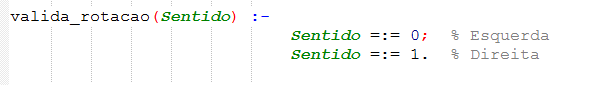 valida_rotacao(Sentido) :-
Sentido =:= 0;  % Esquerda
Sentido =:= 1.  % Direita